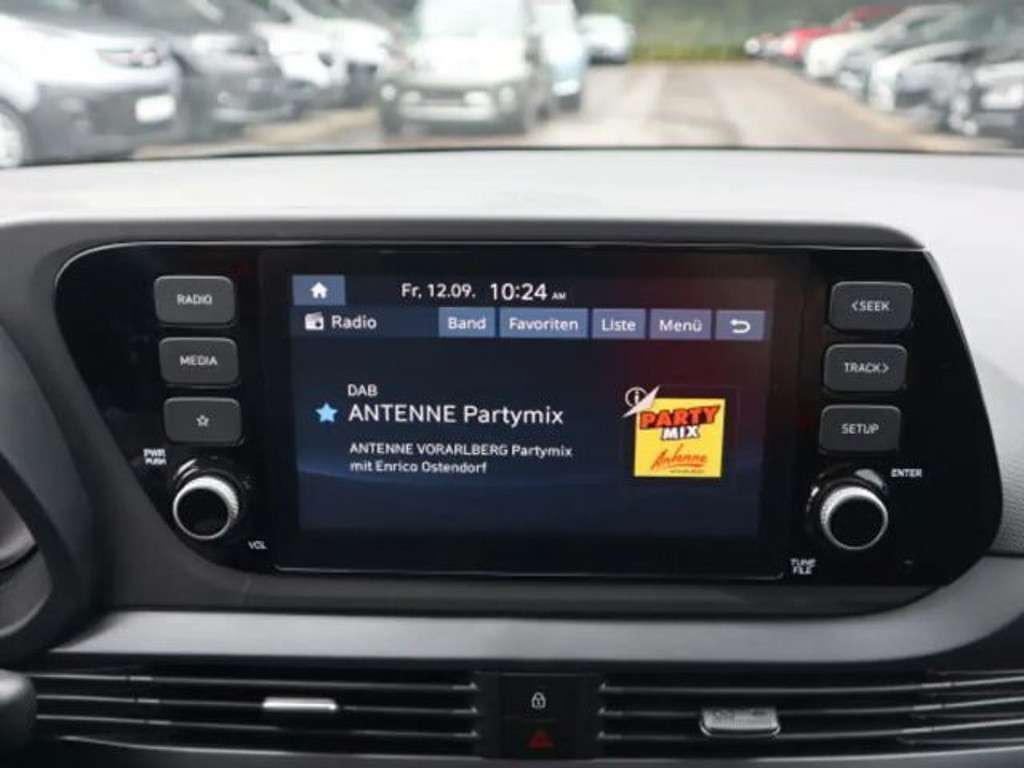 Fr, 12.09. 10:24 AM
RADIO
<SEEK
Radio Band Favoriten Liste Menü
MEDIA
TRACK>
DAB
ANTENNE Partymix
ANTENNE VORARLBERG Partymix
mit Enrico Ostendorf
PARTY
MIX
Antenne
SETUP
PWR
PUSH
ENTER
VOL
TUNE
FILE